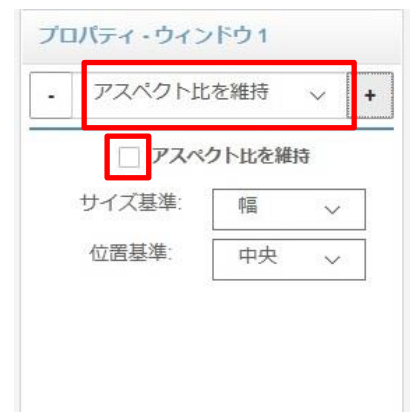 プロパティ - ウィンドウ 1
- アスペクト比を維持 +
アスペクト比を維持
サイズ基準: 幅
位置基準: 中央